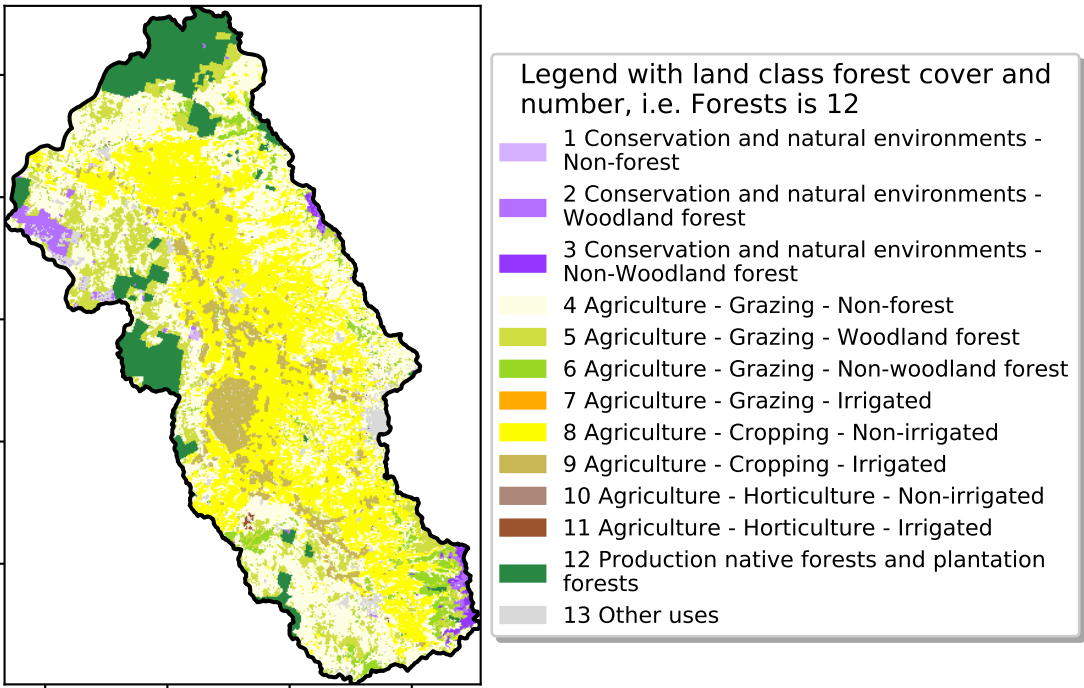 Legend with land class forest cover and
number, i.e. Forests is 12
1 Conservation and natural environments -
Non-forest
2 Conservation and natural environments -
Woodland forest
3 Conservation and natural environments -
Non-Woodland forest
4 Agriculture - Grazing - Non-forest
5 Agriculture - Grazing - Woodland forest
6 Agriculture - Grazing - Non-woodland forest
7 Agriculture - Grazing - Irrigated
8 Agriculture - Cropping - Non-irrigated
9 Agriculture - Cropping - Irrigated
10 Agriculture - Horticulture - Non-irrigated
11 Agriculture - Horticulture - Irrigated
12 Production native forests and plantation
forests
13 Other uses